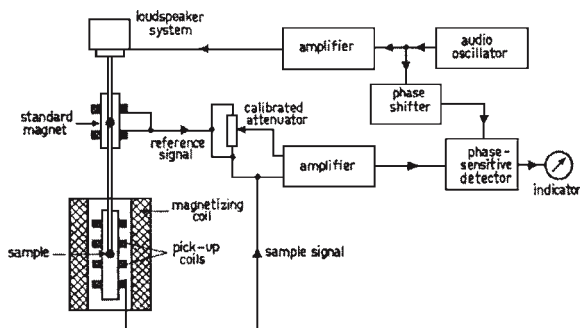 loudspeaker
system
amplifier
audio
oscillator
phase
shifter
standard
magnet
reference
signal
calibrated
attenuator
amplifier
phase-
sensitive
detector
indicator
magnetizing
coil
sample
pick-up
coils
sample signal